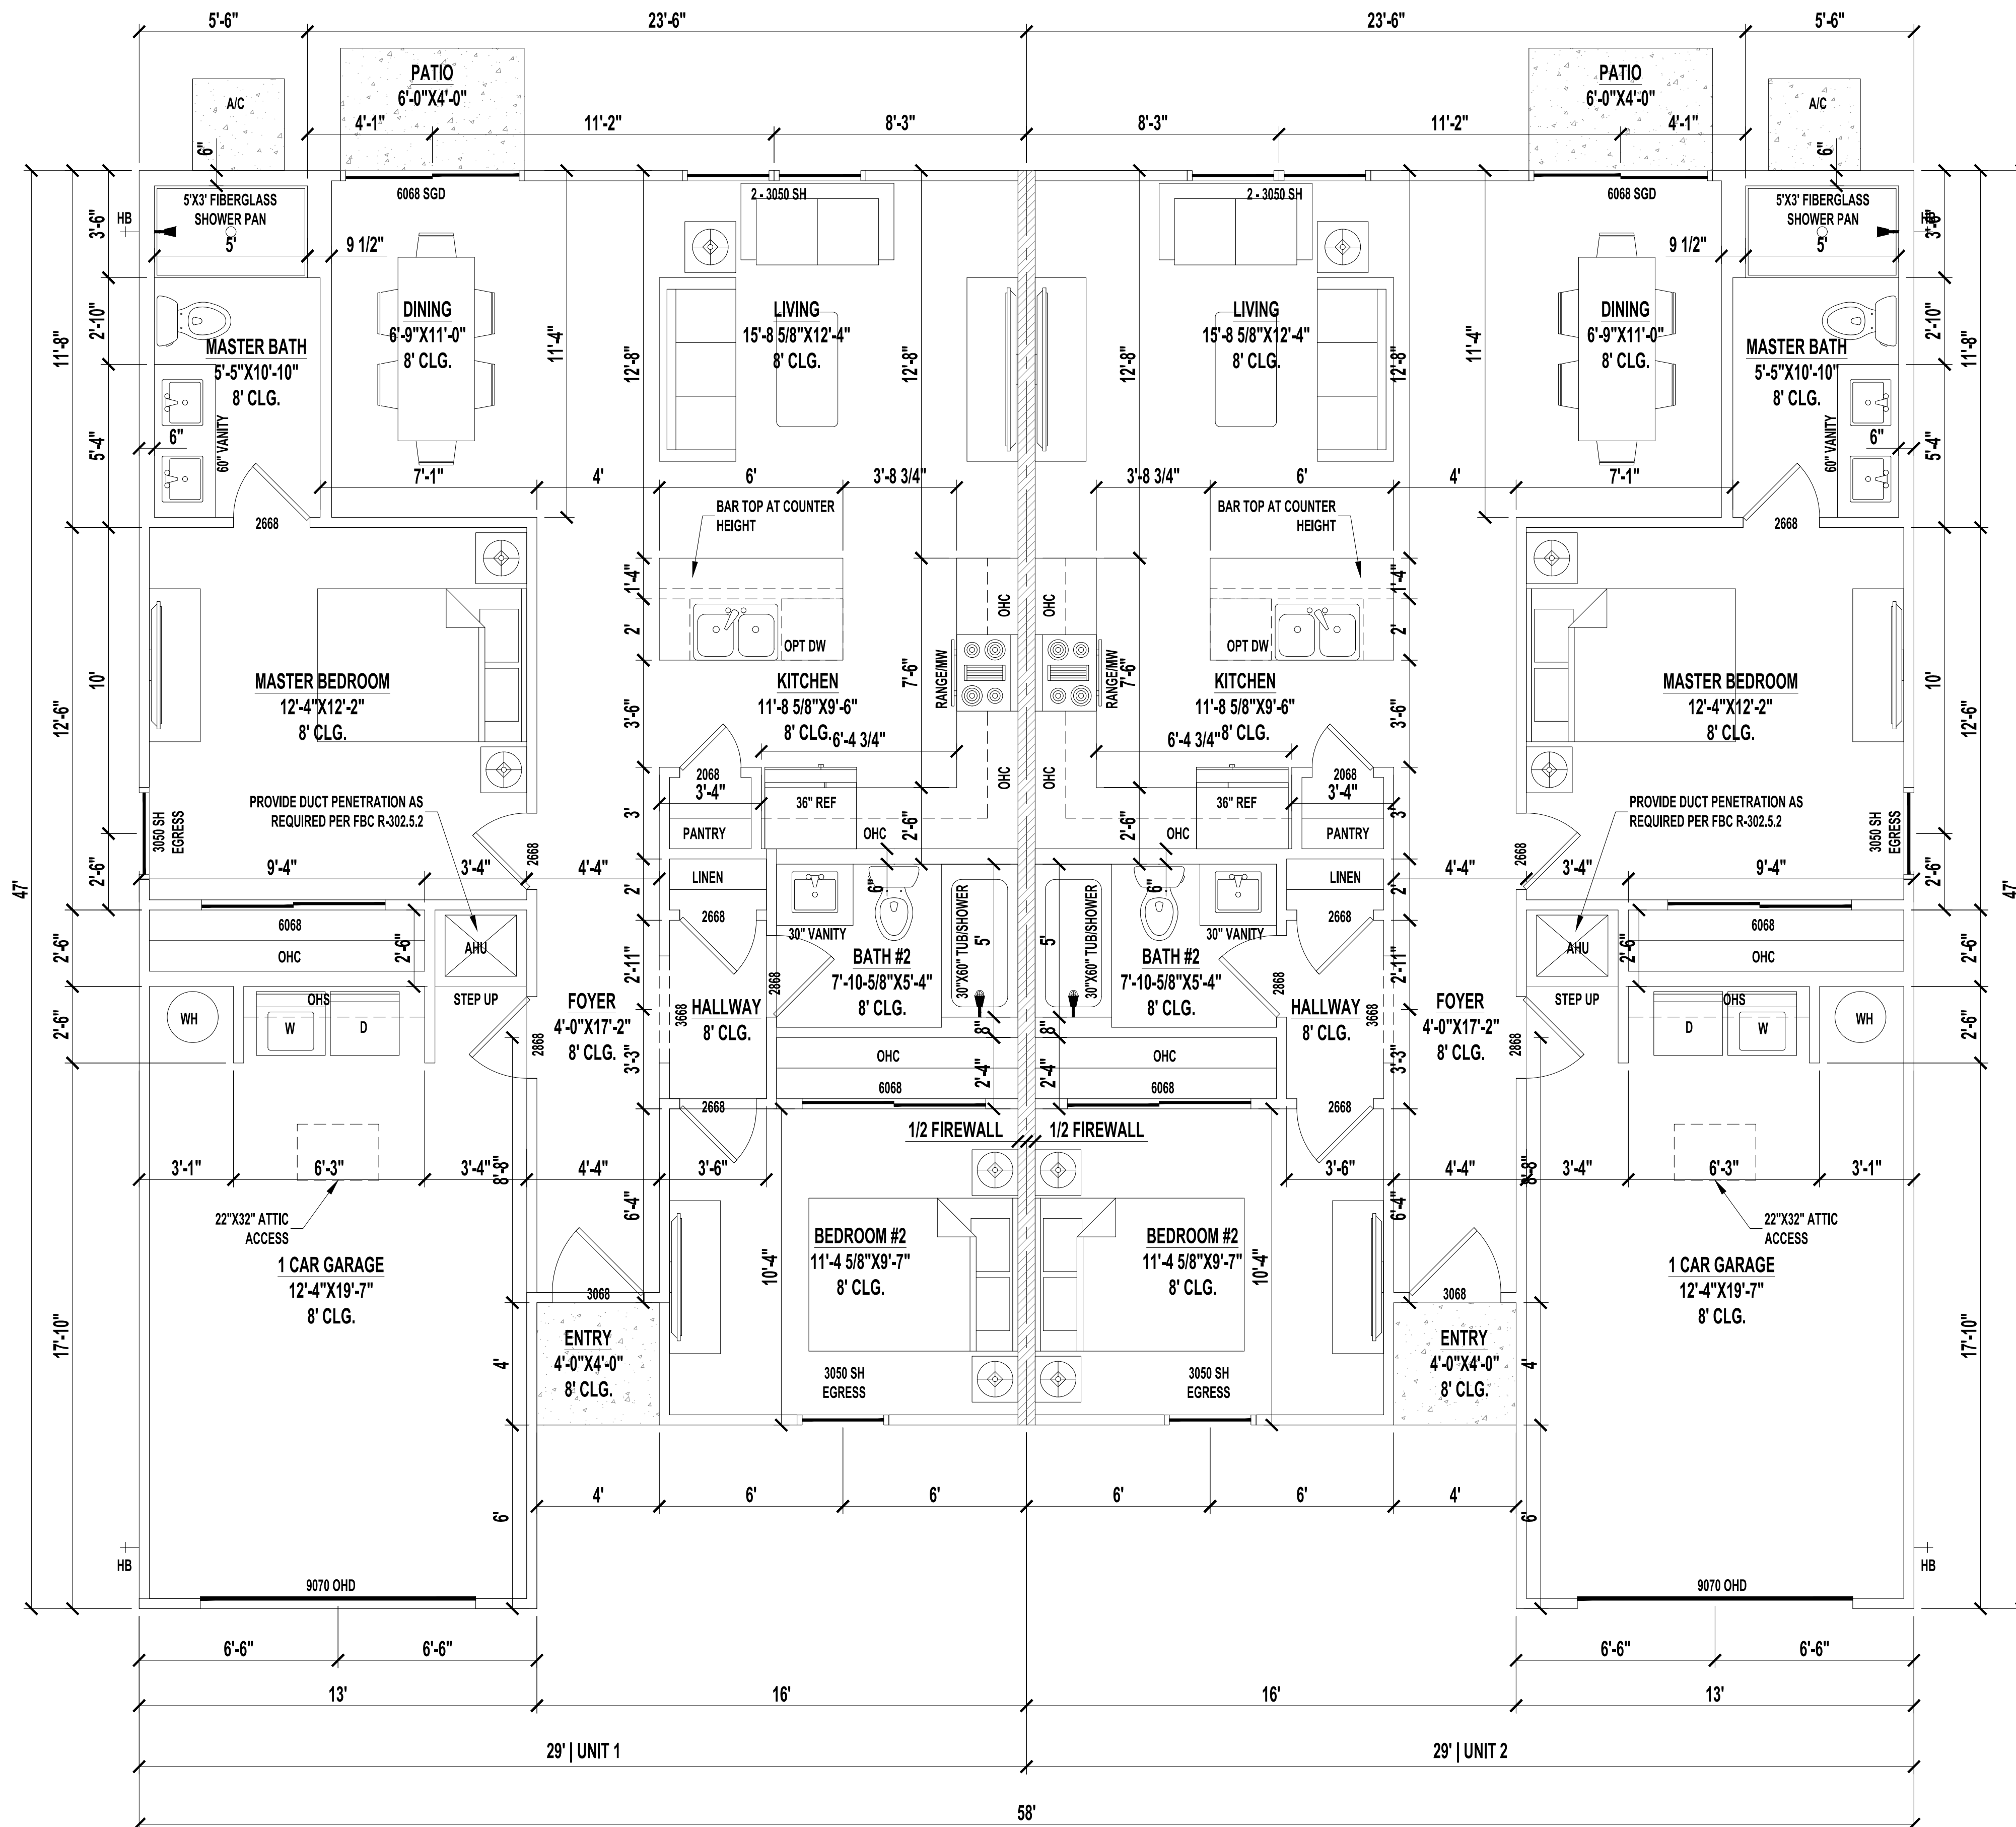 5'-6"
23'-6"
23'-6"
5'-6"
PATIO
6'-0"X4'-0"
PATIO
6'-0"X4'-0"
A/C
A/C
4'-1"
11'-2"
8'-3"
8'-3"
11'-2"
4'-1"
6"
6"
6068 SGD
2 - 3050 SH
2 - 3050 SH
6068 SGD
5'X3' FIBERGLASS
SHOWER PAN
5'X3' FIBERGLASS
SHOWER PAN
HB
3'-6"
5'
9 1/2"
9 1/2"
5'
3'-6"
2'-10"
11'-8"
5'-4"
MASTER BATH
5'-5"X10'-10"
8' CLG.
DINING
6'-9"X11'-0"
8' CLG.
11'-4"
12'-8"
LIVING
15'-8 5/8"X12'-4"
8' CLG.
12'-8"
12'-8"
LIVING
15'-8 5/8"X12'-4"
8' CLG.
12'-8"
11'-4"
DINING
6'-9"X11'-0"
8' CLG.
MASTER BATH
5'-5"X10'-10"
8' CLG.
2'-10"
11'-8"
5'-4"
6"
60" VANITY
60" VANITY
6"
7'-1"
4'
6'
3'-8 3/4"
3'-8 3/4"
6'
4'
7'-1"
BAR TOP AT COUNTER
HEIGHT
BAR TOP AT COUNTER
HEIGHT
2668
2668
1'-4"
2'
OHC
OHC
1'-4"
2'
OPT DW
OPT DW
10'
12'-6"
MASTER BEDROOM
12'-4"X12'-2"
8' CLG.
3'-6"
KITCHEN
11'-8 5/8"X9'-6"
8' CLG.
7'-6"
RANGE/MW
RANGE/MW
7'-6"
KITCHEN
11'-8 5/8"X9'-6"
8' CLG.
3'-6"
MASTER BEDROOM
12'-4"X12'-2"
8' CLG.
10'
12'-6"
6'-4 3/4"
6'-4 3/4"
2068
3'-4"
36" REF
OHC
OHC
36" REF
2068
3'-4"
PROVIDE DUCT PENETRATION AS
REQUIRED PER FBC R-302.5.2
PROVIDE DUCT PENETRATION AS
REQUIRED PER FBC R-302.5.2
3'
PANTRY
OHC
2'-6"
2'-6"
OHC
PANTRY
3'
3050 SH
EGRESS
3050 SH
EGRESS
47'
47'
2'-6"
9'-4"
3'-4"
2668
4'-4"
2'
LINEN
6"
6"
LINEN
2'
4'-4"
2668
3'-4"
9'-4"
2'-6"
2'-6"
6068
OHC
2'-6"
AHU
STEP UP
2668
30" VANITY
30"X60" TUB/SHOWER
5'
5'
30"X60" TUB/SHOWER
30" VANITY
2668
AHU
STEP UP
2'-6"
6068
OHC
2'-6"
2'-11"
2868
BATH #2
7'-10-5/8"X5'-4"
8' CLG.
BATH #2
7'-10-5/8"X5'-4"
8' CLG.
2868
2'-11"
2'-6"
WH
OHS
W
D
2868
FOYER
4'-0"X17'-2"
8' CLG.
3668
HALLWAY
8' CLG.
8"
8"
HALLWAY
8' CLG.
3668
FOYER
4'-0"X17'-2"
8' CLG.
2868
OHS
D
W
WH
2'-6"
3'-3"
OHC
6068
2'-4"
2'-4"
OHC
6068
3'-3"
2668
2668
1/2 FIREWALL
1/2 FIREWALL
3'-1"
6'-3"
3'-4"
8'-8"
4'-4"
3'-6"
3'-6"
4'-4"
8'-8"
3'-4"
6'-3"
3'-1"
22"X32" ATTIC
ACCESS
22"X32" ATTIC
ACCESS
6'-4"
10'-4"
BEDROOM #2
11'-4 5/8"X9'-7"
8' CLG.
BEDROOM #2
11'-4 5/8"X9'-7"
8' CLG.
10'-4"
6'-4"
1 CAR GARAGE
12'-4"X19'-7"
8' CLG.
1 CAR GARAGE
12'-4"X19'-7"
8' CLG.
3068
3068
17'-10"
4'
ENTRY
4'-0"X4'-0"
8' CLG.
3050 SH
EGRESS
3050 SH
EGRESS
ENTRY
4'-0"X4'-0"
8' CLG.
4'
17'-10"
6'
4'
6'
6'
6'
6'
4'
6'
HB
HB
9070 OHD
9070 OHD
6'-6"
6'-6"
6'-6"
6'-6"
13'
16'
16'
13'
29' | UNIT 1
29' | UNIT 2
58'